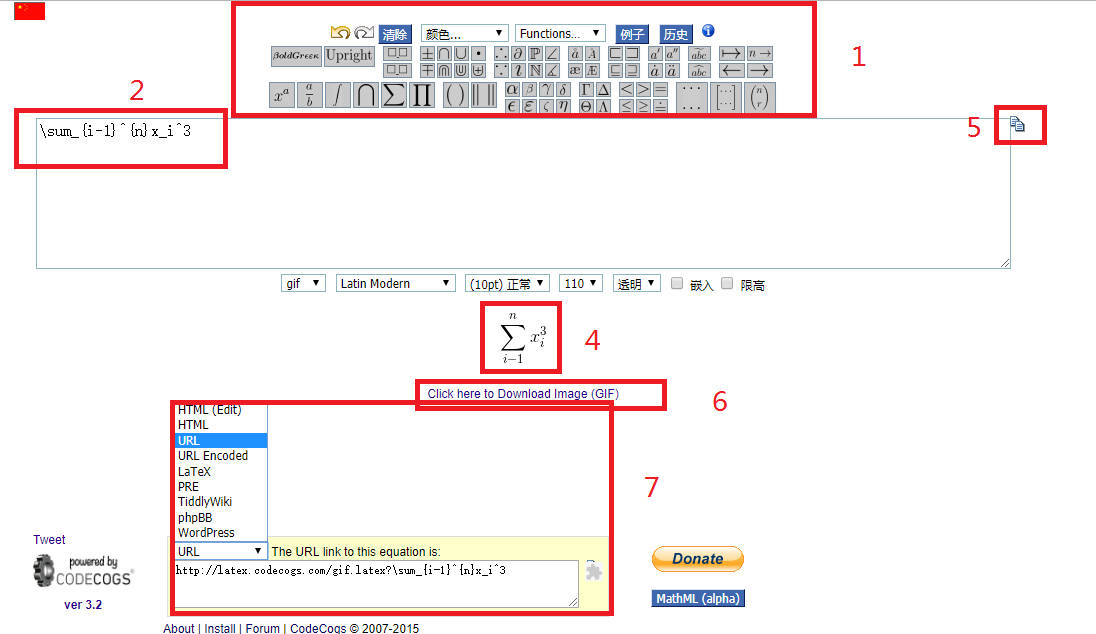 清除 颜色... Functions... 例子 历史
1
BoldGreek Upright
2
\sum_{i-1}^{n}x_i^3
5
gif Latin Modern (10pt) 正常 110 透明 嵌入 限高
n
∑ x_i^3
i−1
4
Click here to Download Image (GIF)
6
HTML (Edit)
HTML
URL
URL Encoded
LaTeX
PRE
TiddlyWiki
phpBB
WordPress
7
URL The URL link to this equation is:
http://latex.codecogs.com/gif.latex?\sum_{i-1}^{n}x_i^3
Tweet
powered by
CODECOGS
ver 3.2
Donate
MathML (alpha)
About | Install | Forum | CodeCogs © 2007-2015